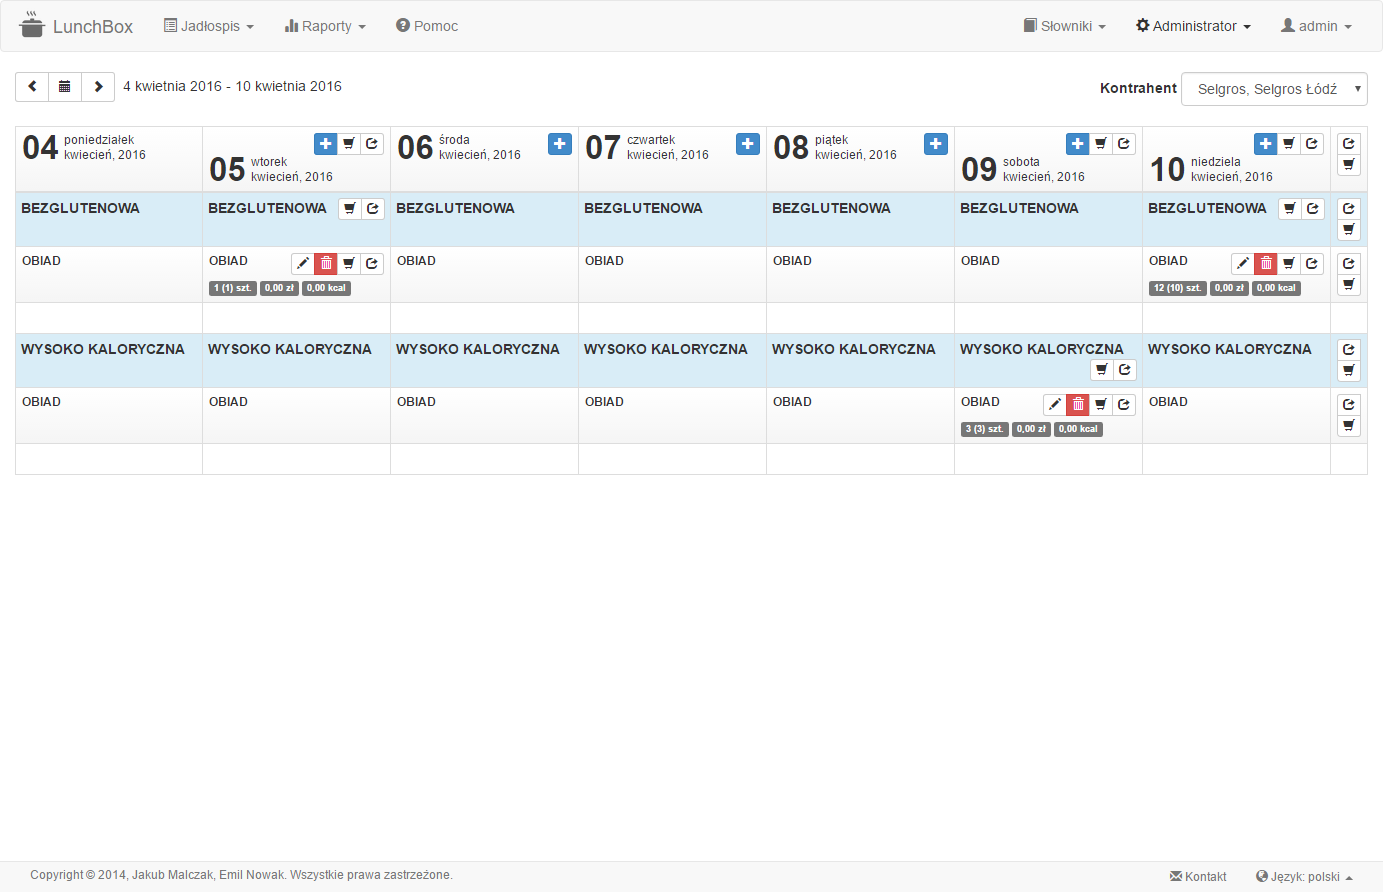 LunchBox Jadłospis Raporty Pomoc Słowniki Administrator admin
4 kwietnia 2016 - 10 kwietnia 2016 Kontrahent Selgros, Selgros Łódź
04 poniedziałek kwiecień, 2016
05 wtorek kwiecień, 2016
06 środa kwiecień, 2016
07 czwartek kwiecień, 2016
08 piątek kwiecień, 2016
09 sobota kwiecień, 2016
10 niedziela kwiecień, 2016
BEZGLUTENOWA BEZGLUTENOWA BEZGLUTENOWA BEZGLUTENOWA BEZGLUTENOWA BEZGLUTENOWA BEZGLUTENOWA
OBIAD OBIAD OBIAD OBIAD OBIAD OBIAD OBIAD
1 (1) szt. 0,00 zł 0,00 kcal 12 (10) szt. 0,00 zł 0,00 kcal
WYSOKO KALORYCZNA WYSOKO KALORYCZNA WYSOKO KALORYCZNA WYSOKO KALORYCZNA WYSOKO KALORYCZNA WYSOKO KALORYCZNA WYSOKO KALORYCZNA
OBIAD OBIAD OBIAD OBIAD OBIAD OBIAD OBIAD
3 (3) szt. 0,00 zł 0,00 kcal
Copyright © 2014, Jakub Malczak, Emil Nowak. Wszystkie prawa zastrzeżone. Kontakt Język: polski